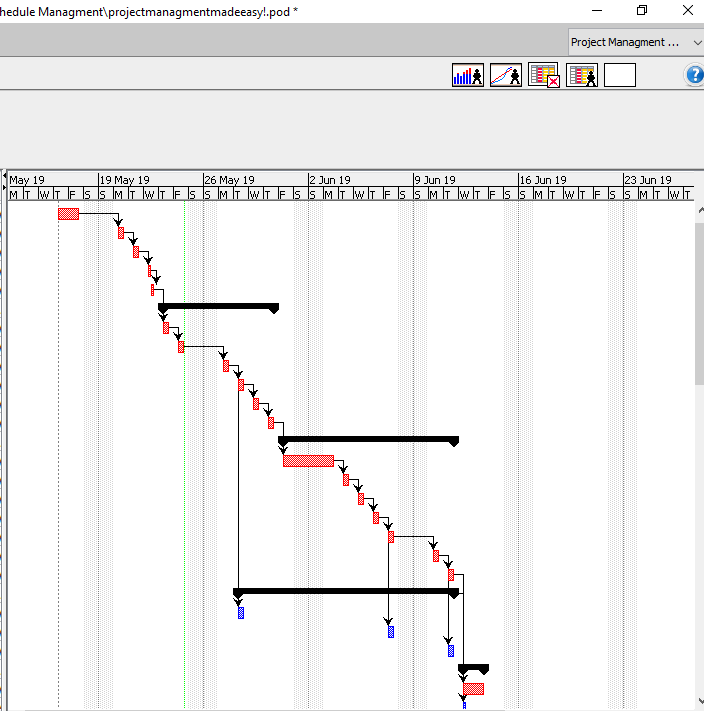 hedule Managment\projectmanagmentmadeeasy!.pod *
Project Managment ...
?
May 19 19 May 19 26 May 19 2 Jun 19 9 Jun 19 16 Jun 19 23 Jun 19
M T W T F S S M T W T F S S M T W T F S S M T W T F S S M T W T F S S M T W T F S S M T W T